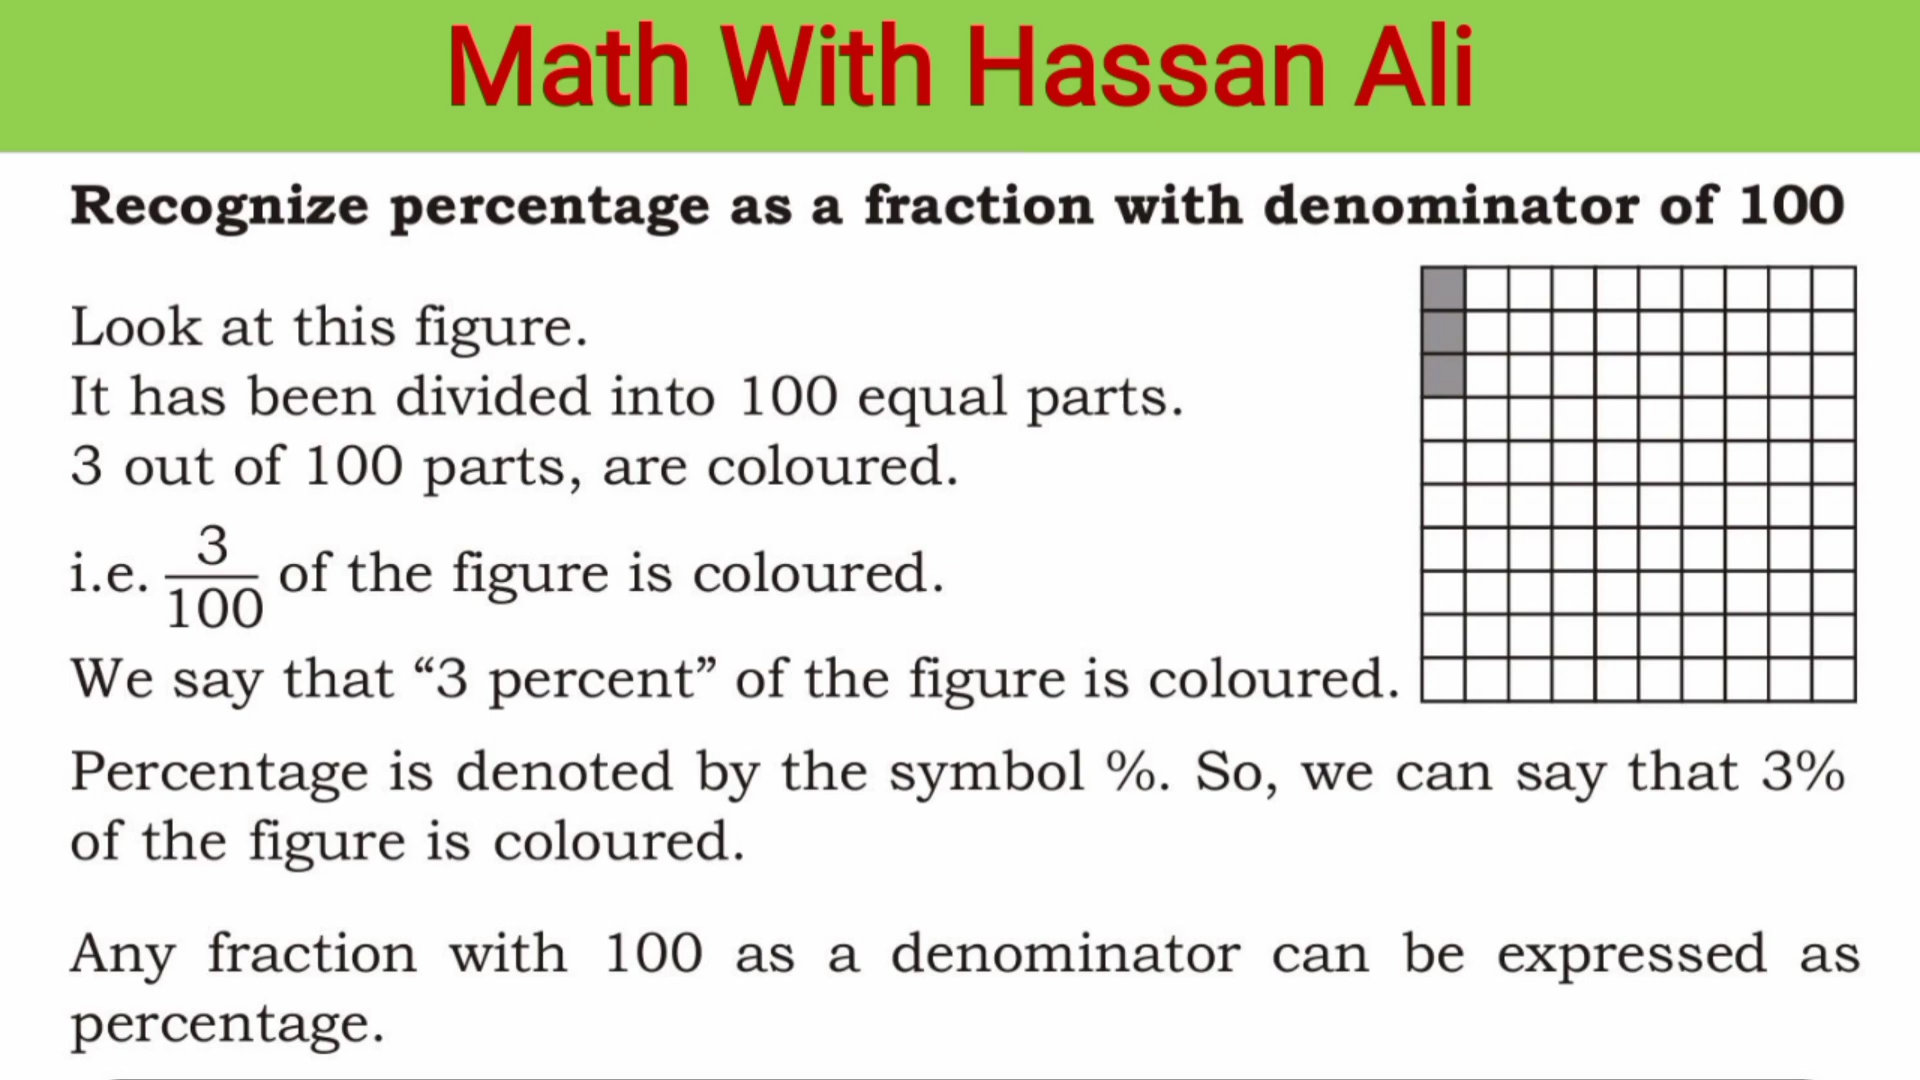 Math With Hassan Ali
Recognize percentage as a fraction with denominator of 100
Look at this figure.
It has been divided into 100 equal parts.
3 out of 100 parts, are coloured.
i.e. 3/100 of the figure is coloured.
We say that “3 percent” of the figure is coloured.
Percentage is denoted by the symbol %. So, we can say that 3%
of the figure is coloured.
Any fraction with 100 as a denominator can be expressed as
percentage.